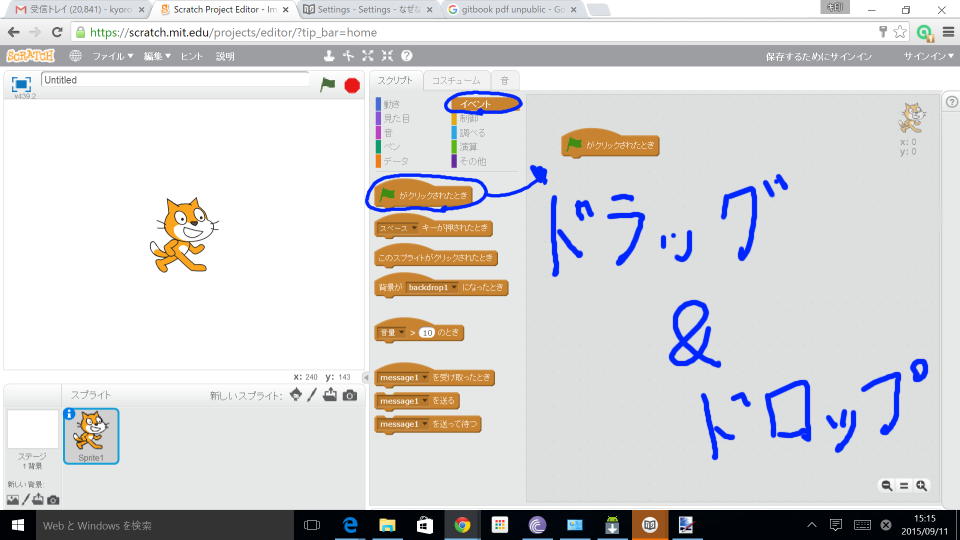 受信トレイ (20,841) - kyoro
Scratch Project Editor - Im
Settings - Settings - なぜな
gitbook pdf unpublic - Go
https://scratch.mit.edu/projects/editor/?tip_bar=home
SCRATCH
ファイル
編集
ヒント
説明
保存するためにサインイン
サインイン
Untitled
v439.2
スクリプト
コスチューム
音
動き
イベント
見た目
制御
音
調べる
ペン
演算
データ
その他
がクリックされたとき
スペース キーが押されたとき
このスプライトがクリックされたとき
背景が backdrop1 になったとき
音量 > 10 のとき
message1 を受け取ったとき
message1 を送る
message1 を送って待つ
がクリックされたとき
x: 0
y: 0
ドラッグ
&
ドロップ
x: 240 y: 143
スプライト
新しいスプライト:
ステージ
1 背景
新しい背景:
Sprite1
Web と Windows を検索
15:15
2015/09/11